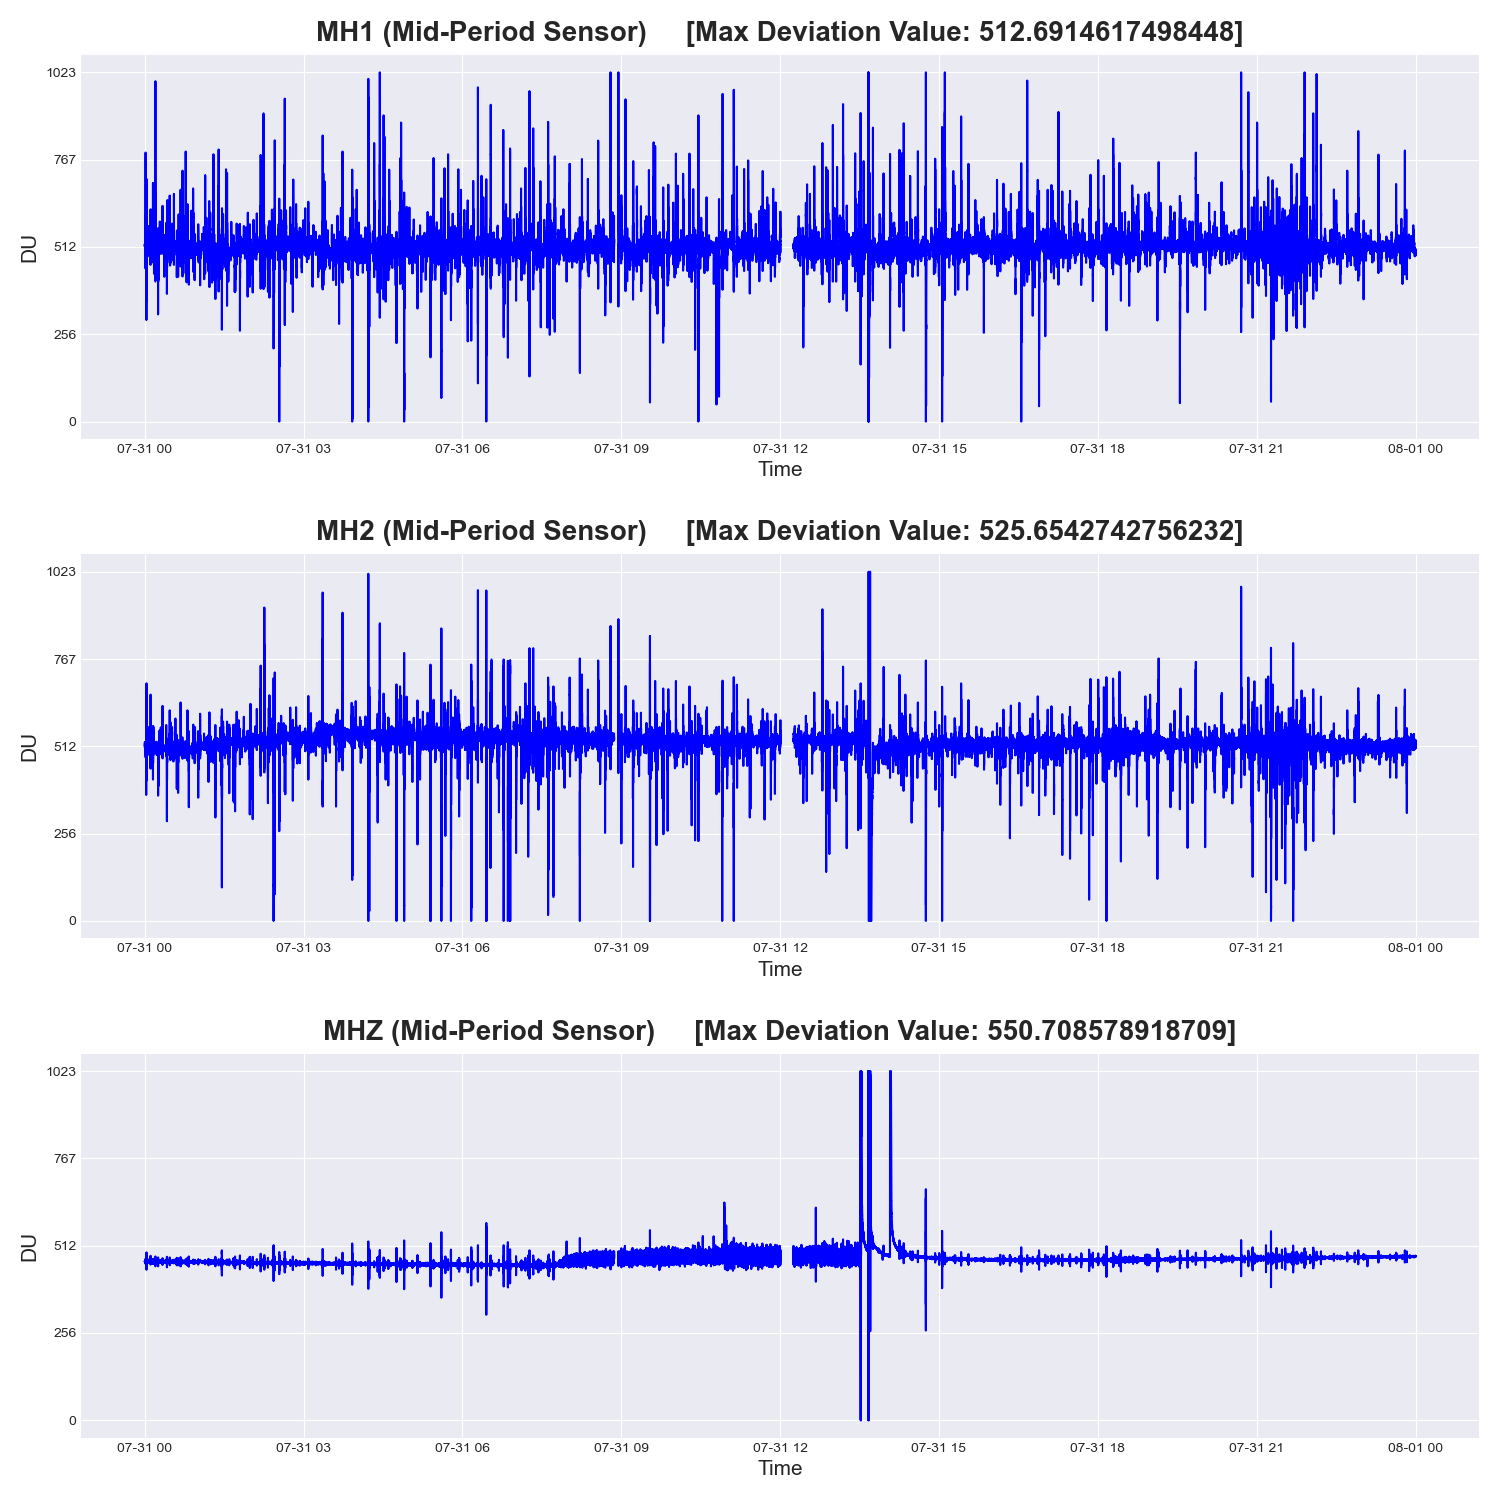 MH1 (Mid-Period Sensor) [Max Deviation Value: 512.6914617498448]
1023
767
512
256
0
DU
07-31 00 07-31 03 07-31 06 07-31 09 07-31 12 07-31 15 07-31 18 07-31 21 08-01 00
Time
MH2 (Mid-Period Sensor) [Max Deviation Value: 525.6542742756232]
1023
767
512
256
0
DU
07-31 00 07-31 03 07-31 06 07-31 09 07-31 12 07-31 15 07-31 18 07-31 21 08-01 00
Time
MHZ (Mid-Period Sensor) [Max Deviation Value: 550.708578918709]
1023
767
512
256
0
DU
07-31 00 07-31 03 07-31 06 07-31 09 07-31 12 07-31 15 07-31 18 07-31 21 08-01 00
Time